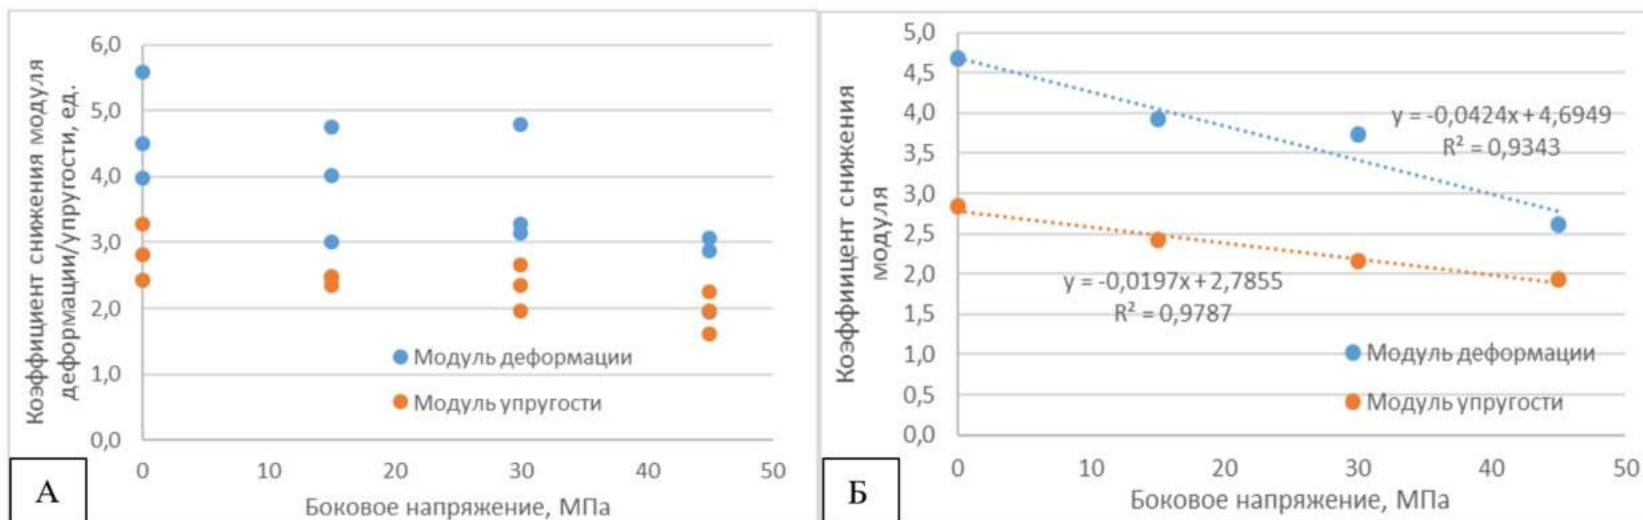 Коэффициент снижения модуля
деформации/упругости, ед.
6,0
5,0
4,0
3,0
2,0
1,0
0,0
0 10 20 30 40 50
Боковое напряжение, МПа
Модуль деформации
Модуль упругости
А
Коэффиицент снижения
модуля
5,0
4,5
4,0
3,5
3,0
2,5
2,0
1,5
1,0
0,5
0,0
0 10 20 30 40 50
Боковое напряжение, МПа
y = -0,0424x + 4,6949
R² = 0,9343
y = -0,0197x + 2,7855
R² = 0,9787
Модуль деформации
Модуль упругости
Б